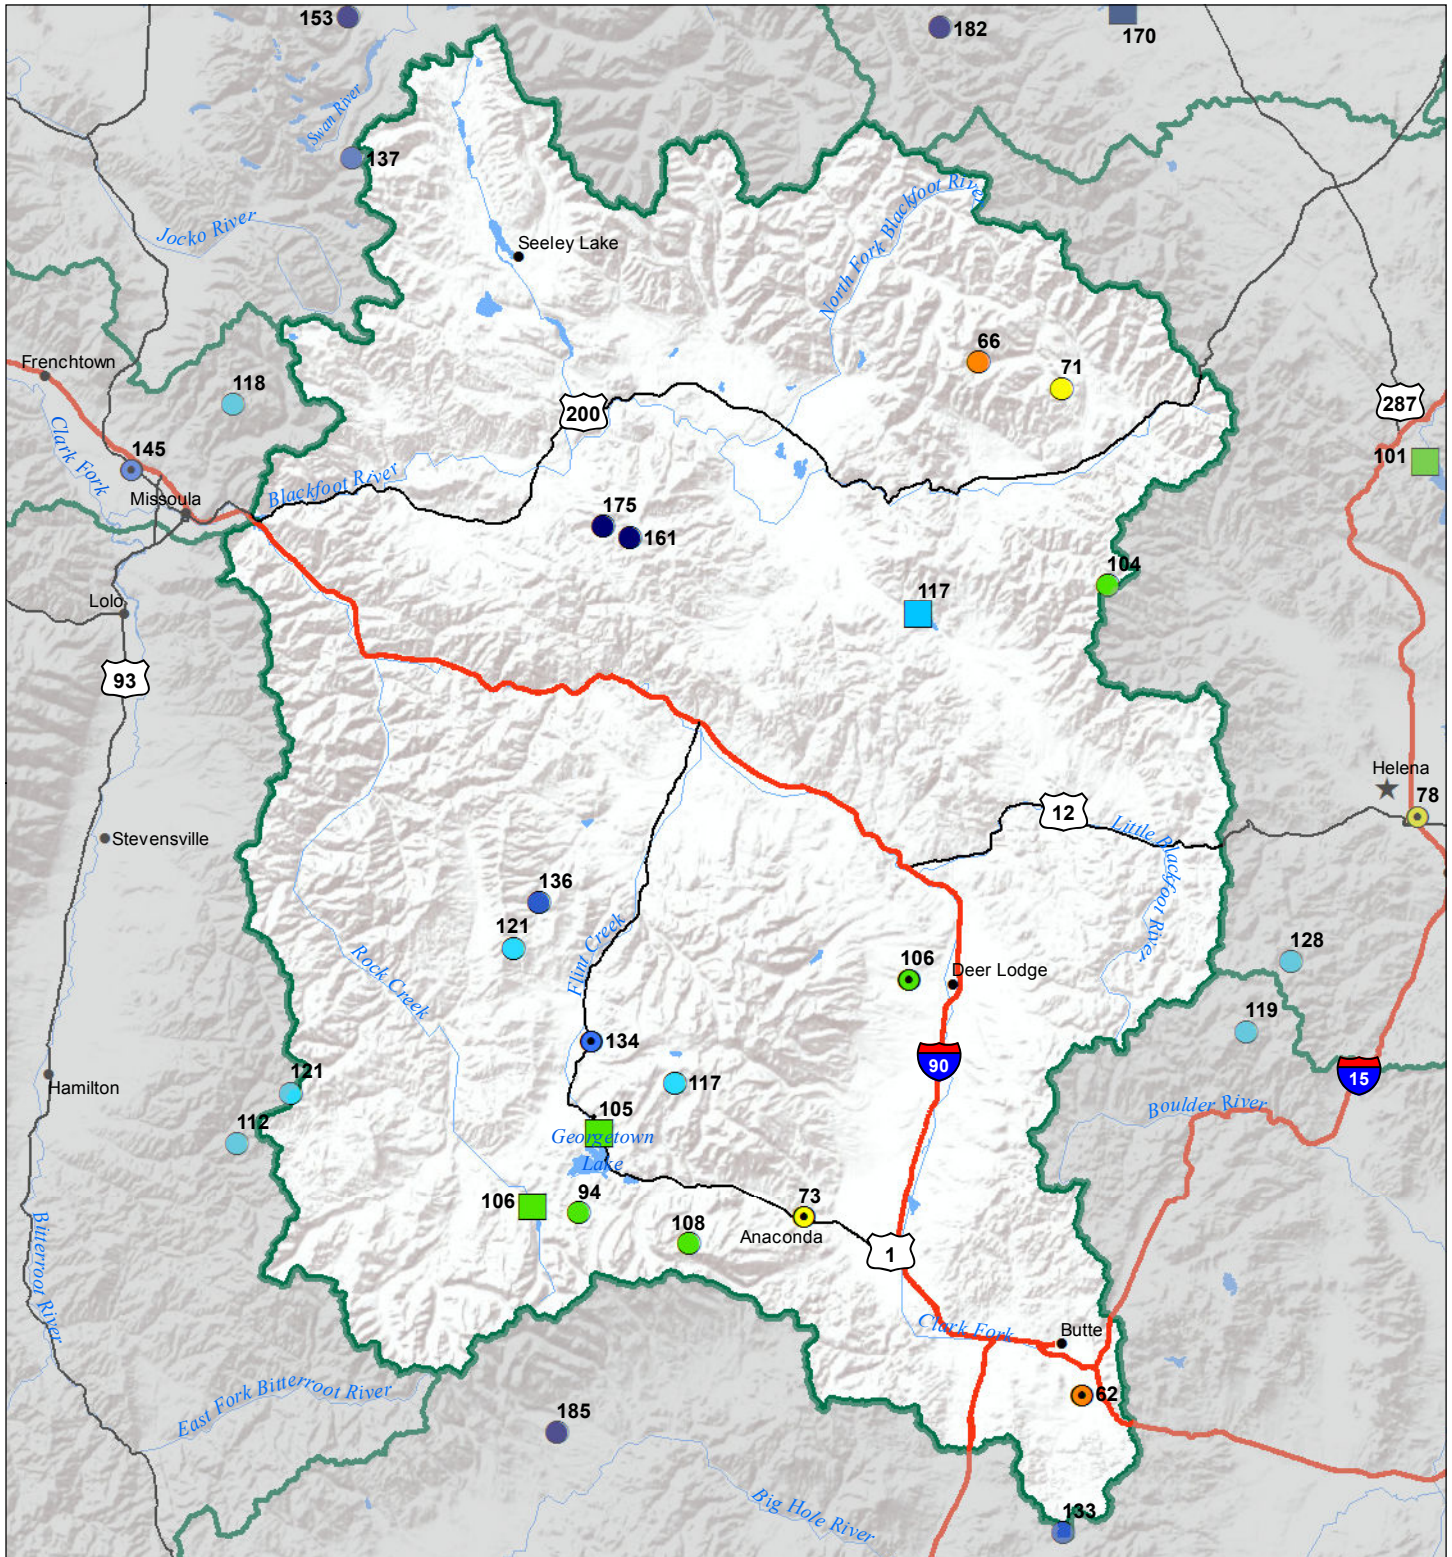 153
182
170
Swan River
137
Jocko River
Seeley Lake
North Fork Blackfoot River
Frenchtown
66
71
118
200
287
Clark Fork
145
101
Missoula
Blackfoot River
175
161
104
117
Lolo
93
Helena
78
12
Little Blackfoot River
Stevensville
136
121
Flint Creek
Rock Creek
106
Deer Lodge
128
119
134
90
15
Hamilton
121
117
112
105
Georgetown
Lake
Boulder River
106
94
73
108
Anaconda
1
Bitterroot River
Clark Fork
Butte
East Fork Bitterroot River
62
185
Big Hole River
133